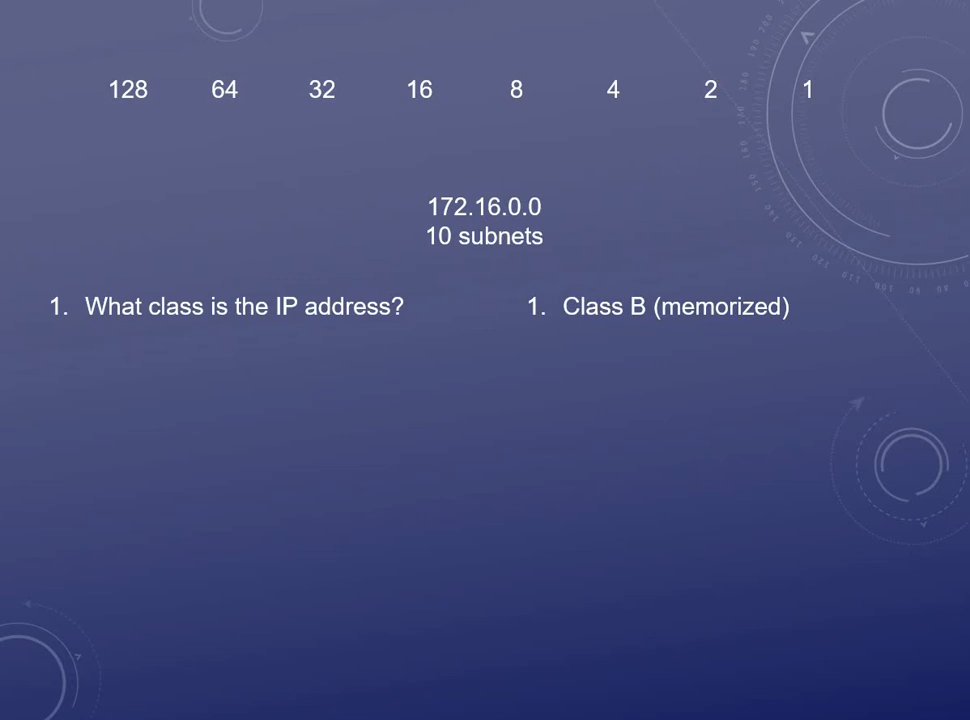 128 64 32 16 8 4 2 1
172.16.0.0
10 subnets
1. What class is the IP address?
1. Class B (memorized)